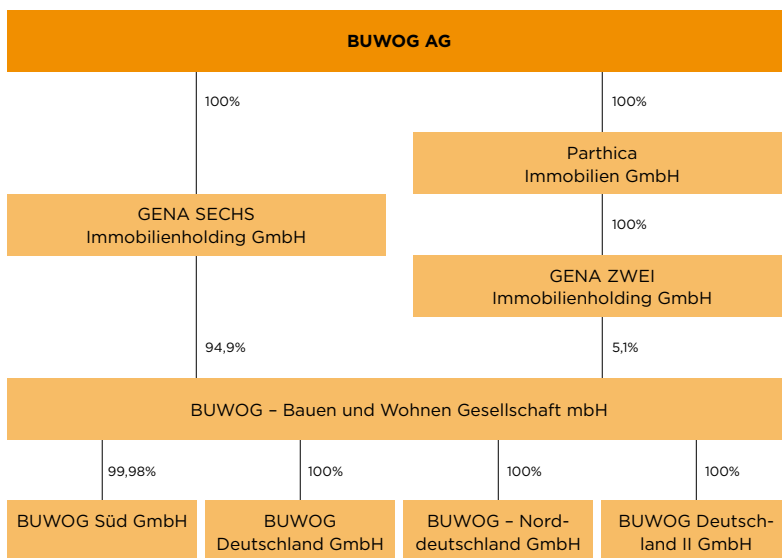 BUWOG AG
100%
100%
Parthica
Immobilien GmbH
GENA SECHS
Immobilienholding GmbH
100%
GENA ZWEI
Immobilienholding GmbH
94,9%
5,1%
BUWOG – Bauen und Wohnen Gesellschaft mbH
99,98%
100%
100%
100%
BUWOG Süd GmbH
BUWOG
Deutschland GmbH
BUWOG – Nord-
deutschland GmbH
BUWOG Deutsch-
land II GmbH